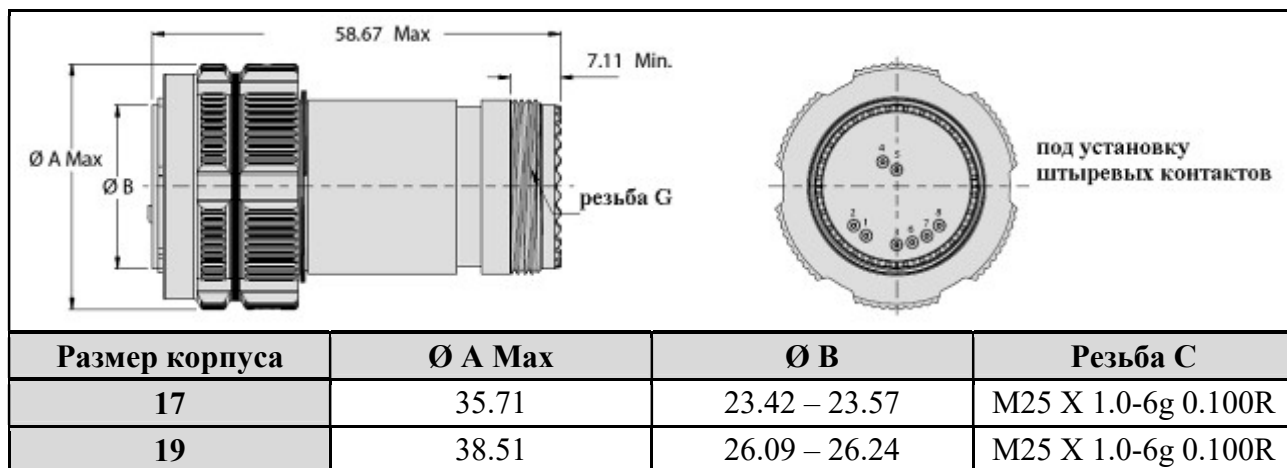 58.67 Max
7.11 Min.
Ø A Max
Ø B
резьба G
4
5
2
1
6
7
8
под установку
штыревых контактов
Размер корпуса Ø A Max Ø B Резьба C
17 35.71 23.42 – 23.57 M25 X 1.0-6g 0.100R
19 38.51 26.09 – 26.24 M25 X 1.0-6g 0.100R